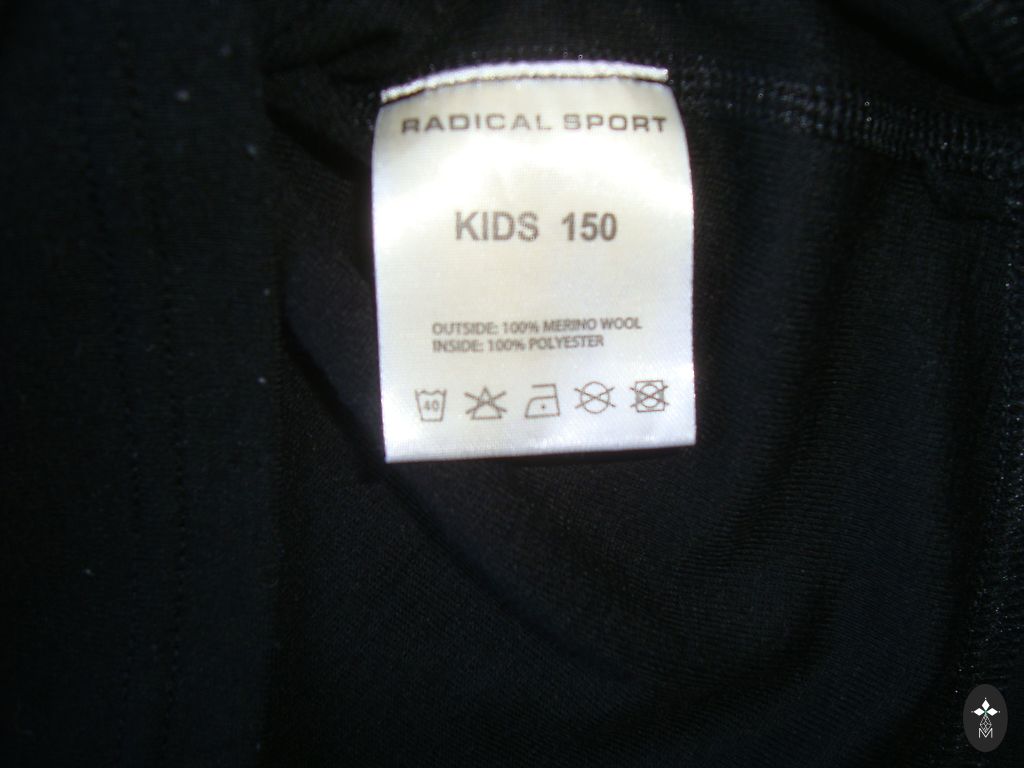 RADICAL SPORT
KIDS 150
OUTSIDE: 100% MERINO WOOL
INSIDE: 100% POLYESTER
40
M